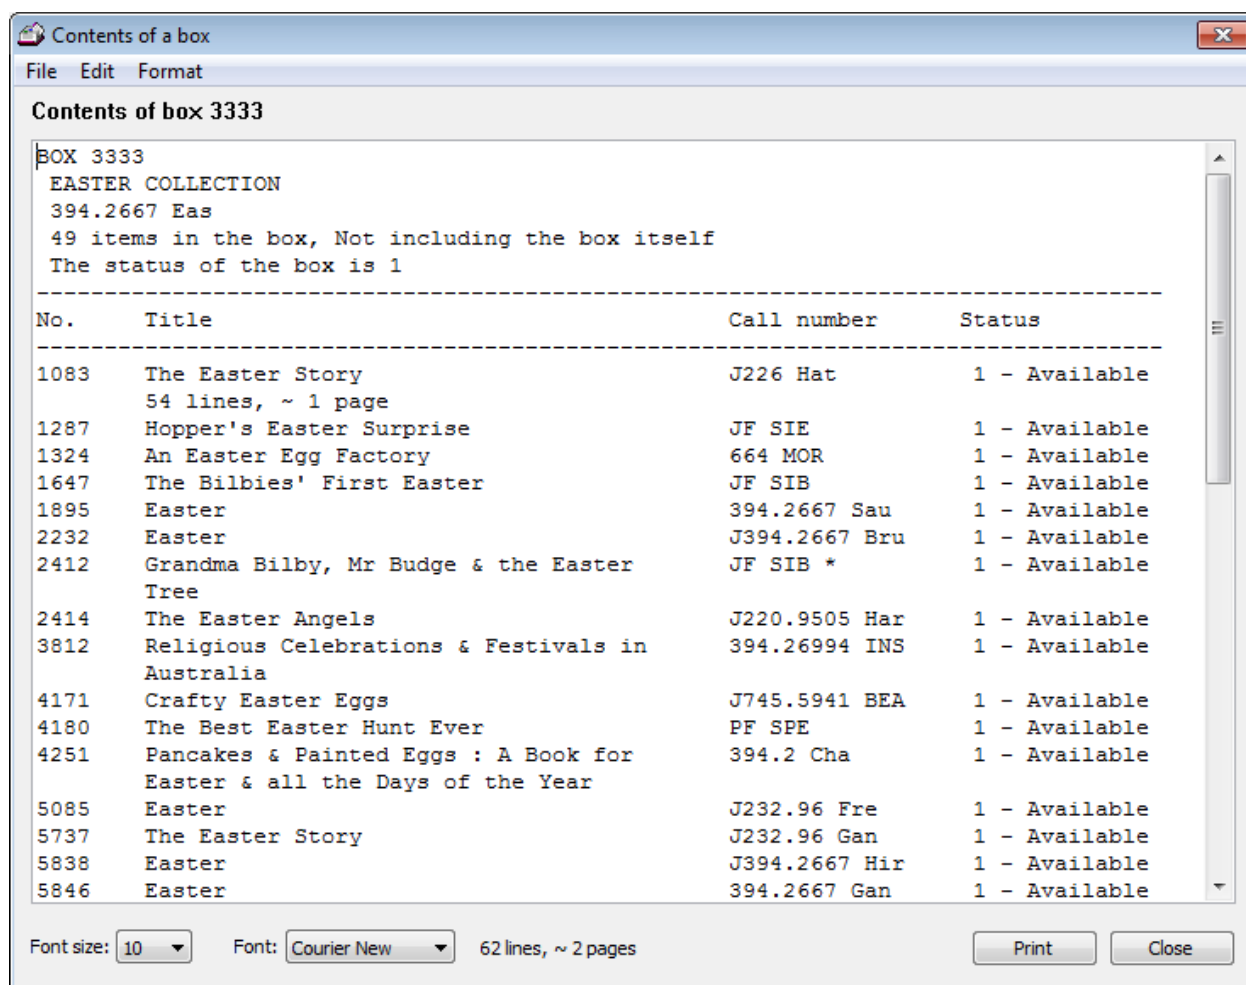 Contents of a box
File Edit Format
Contents of box 3333
BOX 3333
EASTER COLLECTION
394.2667 Eas
49 items in the box, Not including the box itself
The status of the box is 1
------------------------------------------------------------------------------------
No. Title Call number Status
------------------------------------------------------------------------------------
1083 The Easter Story J226 Hat 1 - Available
54 lines, ~ 1 page
1287 Hopper's Easter Surprise JF SIE 1 - Available
1324 An Easter Egg Factory 664 MOR 1 - Available
1647 The Bilbies' First Easter JF SIB 1 - Available
1895 Easter 394.2667 Sau 1 - Available
2232 Easter J394.2667 Bru 1 - Available
2412 Grandma Bilby, Mr Budge & the Easter JF SIB * 1 - Available
Tree
2414 The Easter Angels J220.9505 Har 1 - Available
3812 Religious Celebrations & Festivals in 394.26994 INS 1 - Available
Australia
4171 Crafty Easter Eggs J745.5941 BEA 1 - Available
4180 The Best Easter Hunt Ever PF SPE 1 - Available
4251 Pancakes & Painted Eggs : A Book for 394.2 Cha 1 - Available
Easter & all the Days of the Year
5085 Easter J232.96 Fre 1 - Available
5737 The Easter Story J232.96 Gan 1 - Available
5838 Easter J394.2667 Hir 1 - Available
5846 Easter 394.2667 Gan 1 - Available
Font size: 10 Font: Courier New 62 lines, ~ 2 pages Print Close